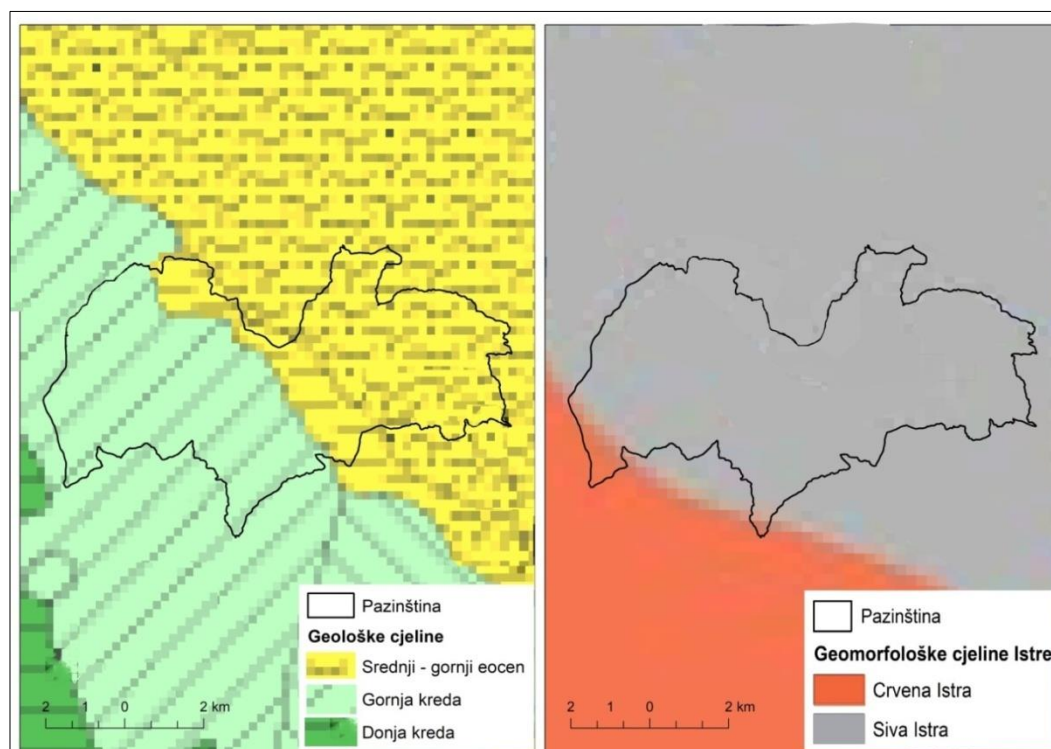 Pazinština
Geološke cjeline
Srednji - gornji eocen
Gornja kreda
Donja kreda
2 1 0 2 km
Pazinština
Geomorfološke cjeline Istre
Crvena Istra
Siva Istra
2 1 0 2 km